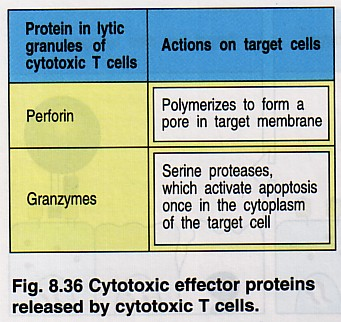 Protein in lytic
granules of
cytotoxic T cells
Actions on target cells
Perforin
Polymerizes to form a
pore in target membrane
Granzymes
Serine proteases,
which activate apoptosis
once in the cytoplasm
of the target cell
Fig. 8.36 Cytotoxic effector proteins
released by cytotoxic T cells.